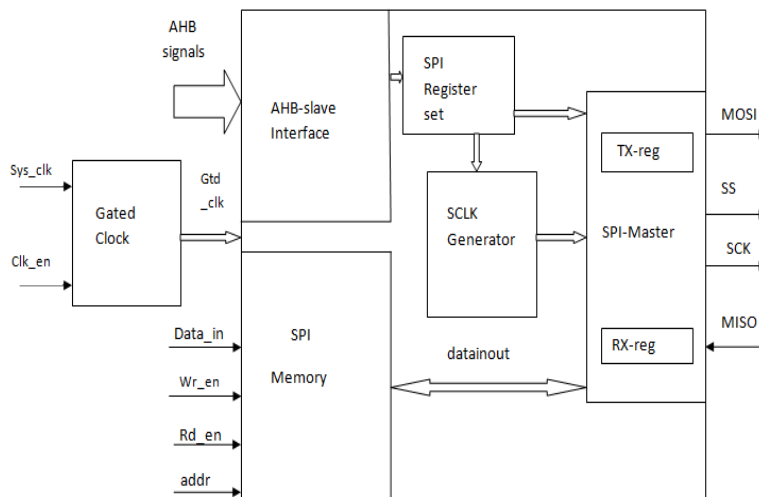 AHB
signals
AHB-slave
Interface
SPI
Register
set
MOSI
TX-reg
Sys_clk
Gtd
_clk
Gated
Clock
SCLK
Generator
SS
SPI-Master
SCK
Clk_en
MISO
RX-reg
Data_in
SPI
Memory
datainout
Wr_en
Rd_en
addr